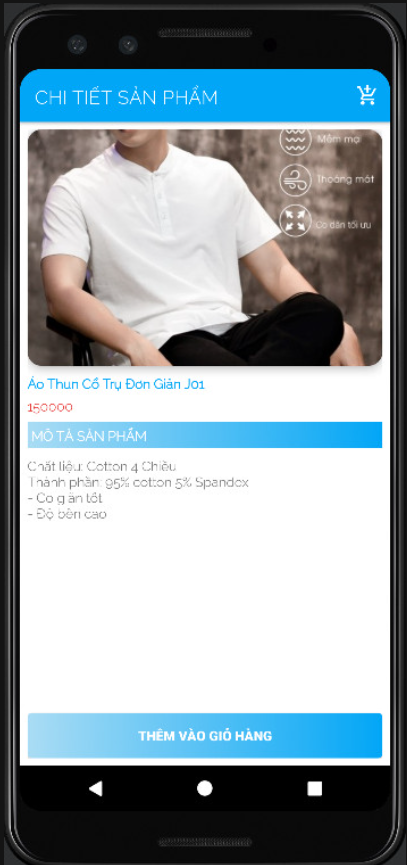 CHI TIẾT SẢN PHẨM
Mềm mại
Thoáng mát
Co dãn tối ưu
Áo Thun Cổ Trụ Đơn Giản J01
150000
MÔ TẢ SẢN PHẨM
Chất liệu: Cotton 4 Chiều
Thành phần: 95% cotton 5% Spandex
- Co giãn tốt
- Độ bền cao
THÊM VÀO GIỎ HÀNG